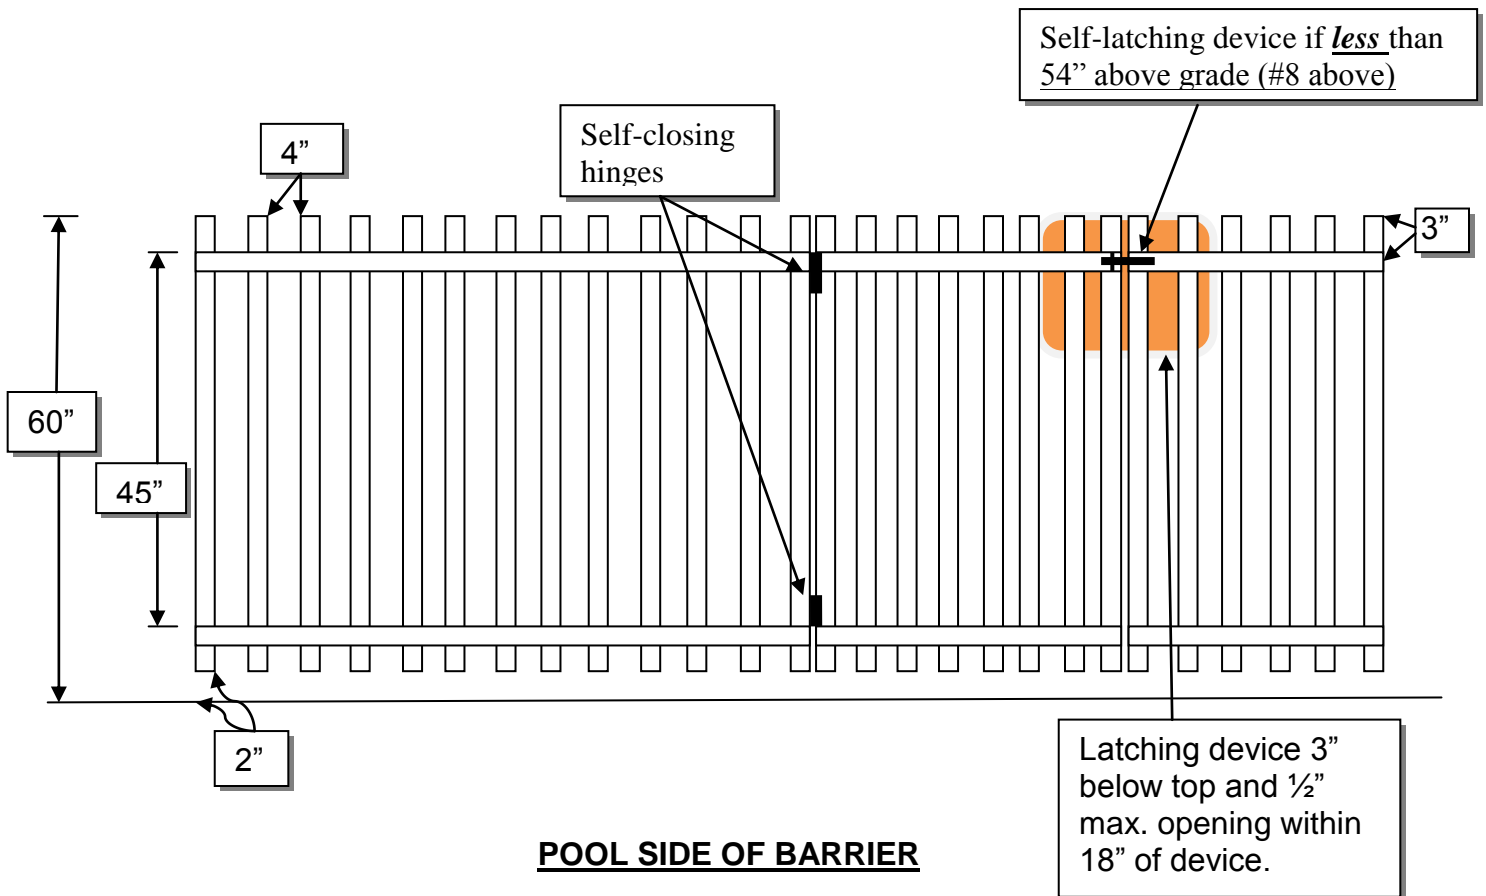 Self-latching device if less than
54” above grade (#8 above)
Self-closing
hinges
4”
3”
60”
45”
2”
Latching device 3”
below top and ½”
max. opening within
18” of device.
POOL SIDE OF BARRIER